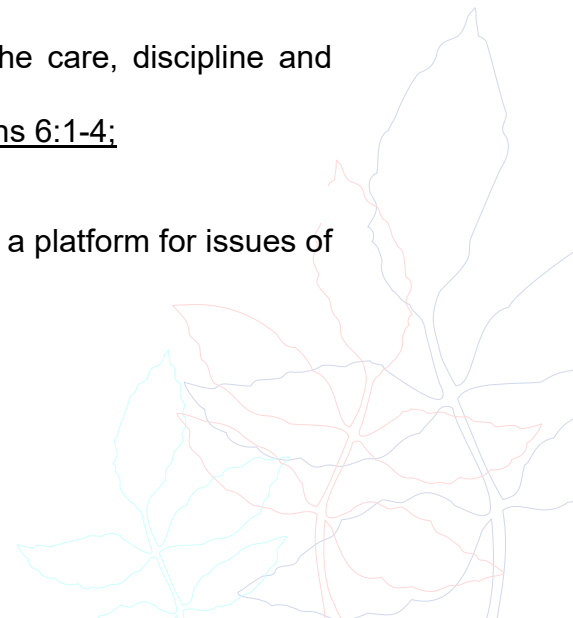 he care, discipline and
ns 6:1-4;
a platform for issues of